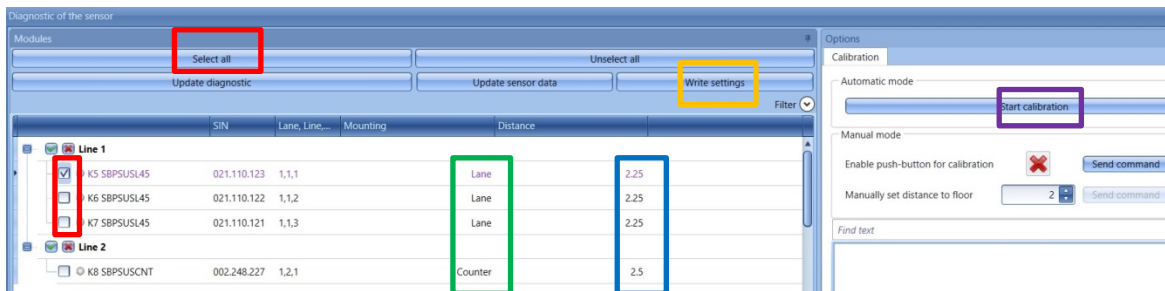 Diagnostic of the sensor
Modules
Select all
Unselect all
Update diagnostic
Update sensor data
Write settings
Filter
SIN Lane, Line,... Mounting Distance
Line 1
K5 SBPSUSL45 021.110.123 1,1,1 Lane 2.25
K6 SBPSUSL45 021.110.122 1,1,2 Lane 2.25
K7 SBPSUSL45 021.110.121 1,1,3 Lane 2.25
Line 2
K8 SBPSUSCNT 002.248.227 1,2,1 Counter 2.5
Options
Calibration
Automatic mode
Start calibration
Manual mode
Enable push-button for calibration Send command
Manually set distance to floor 2 Send command
Find text